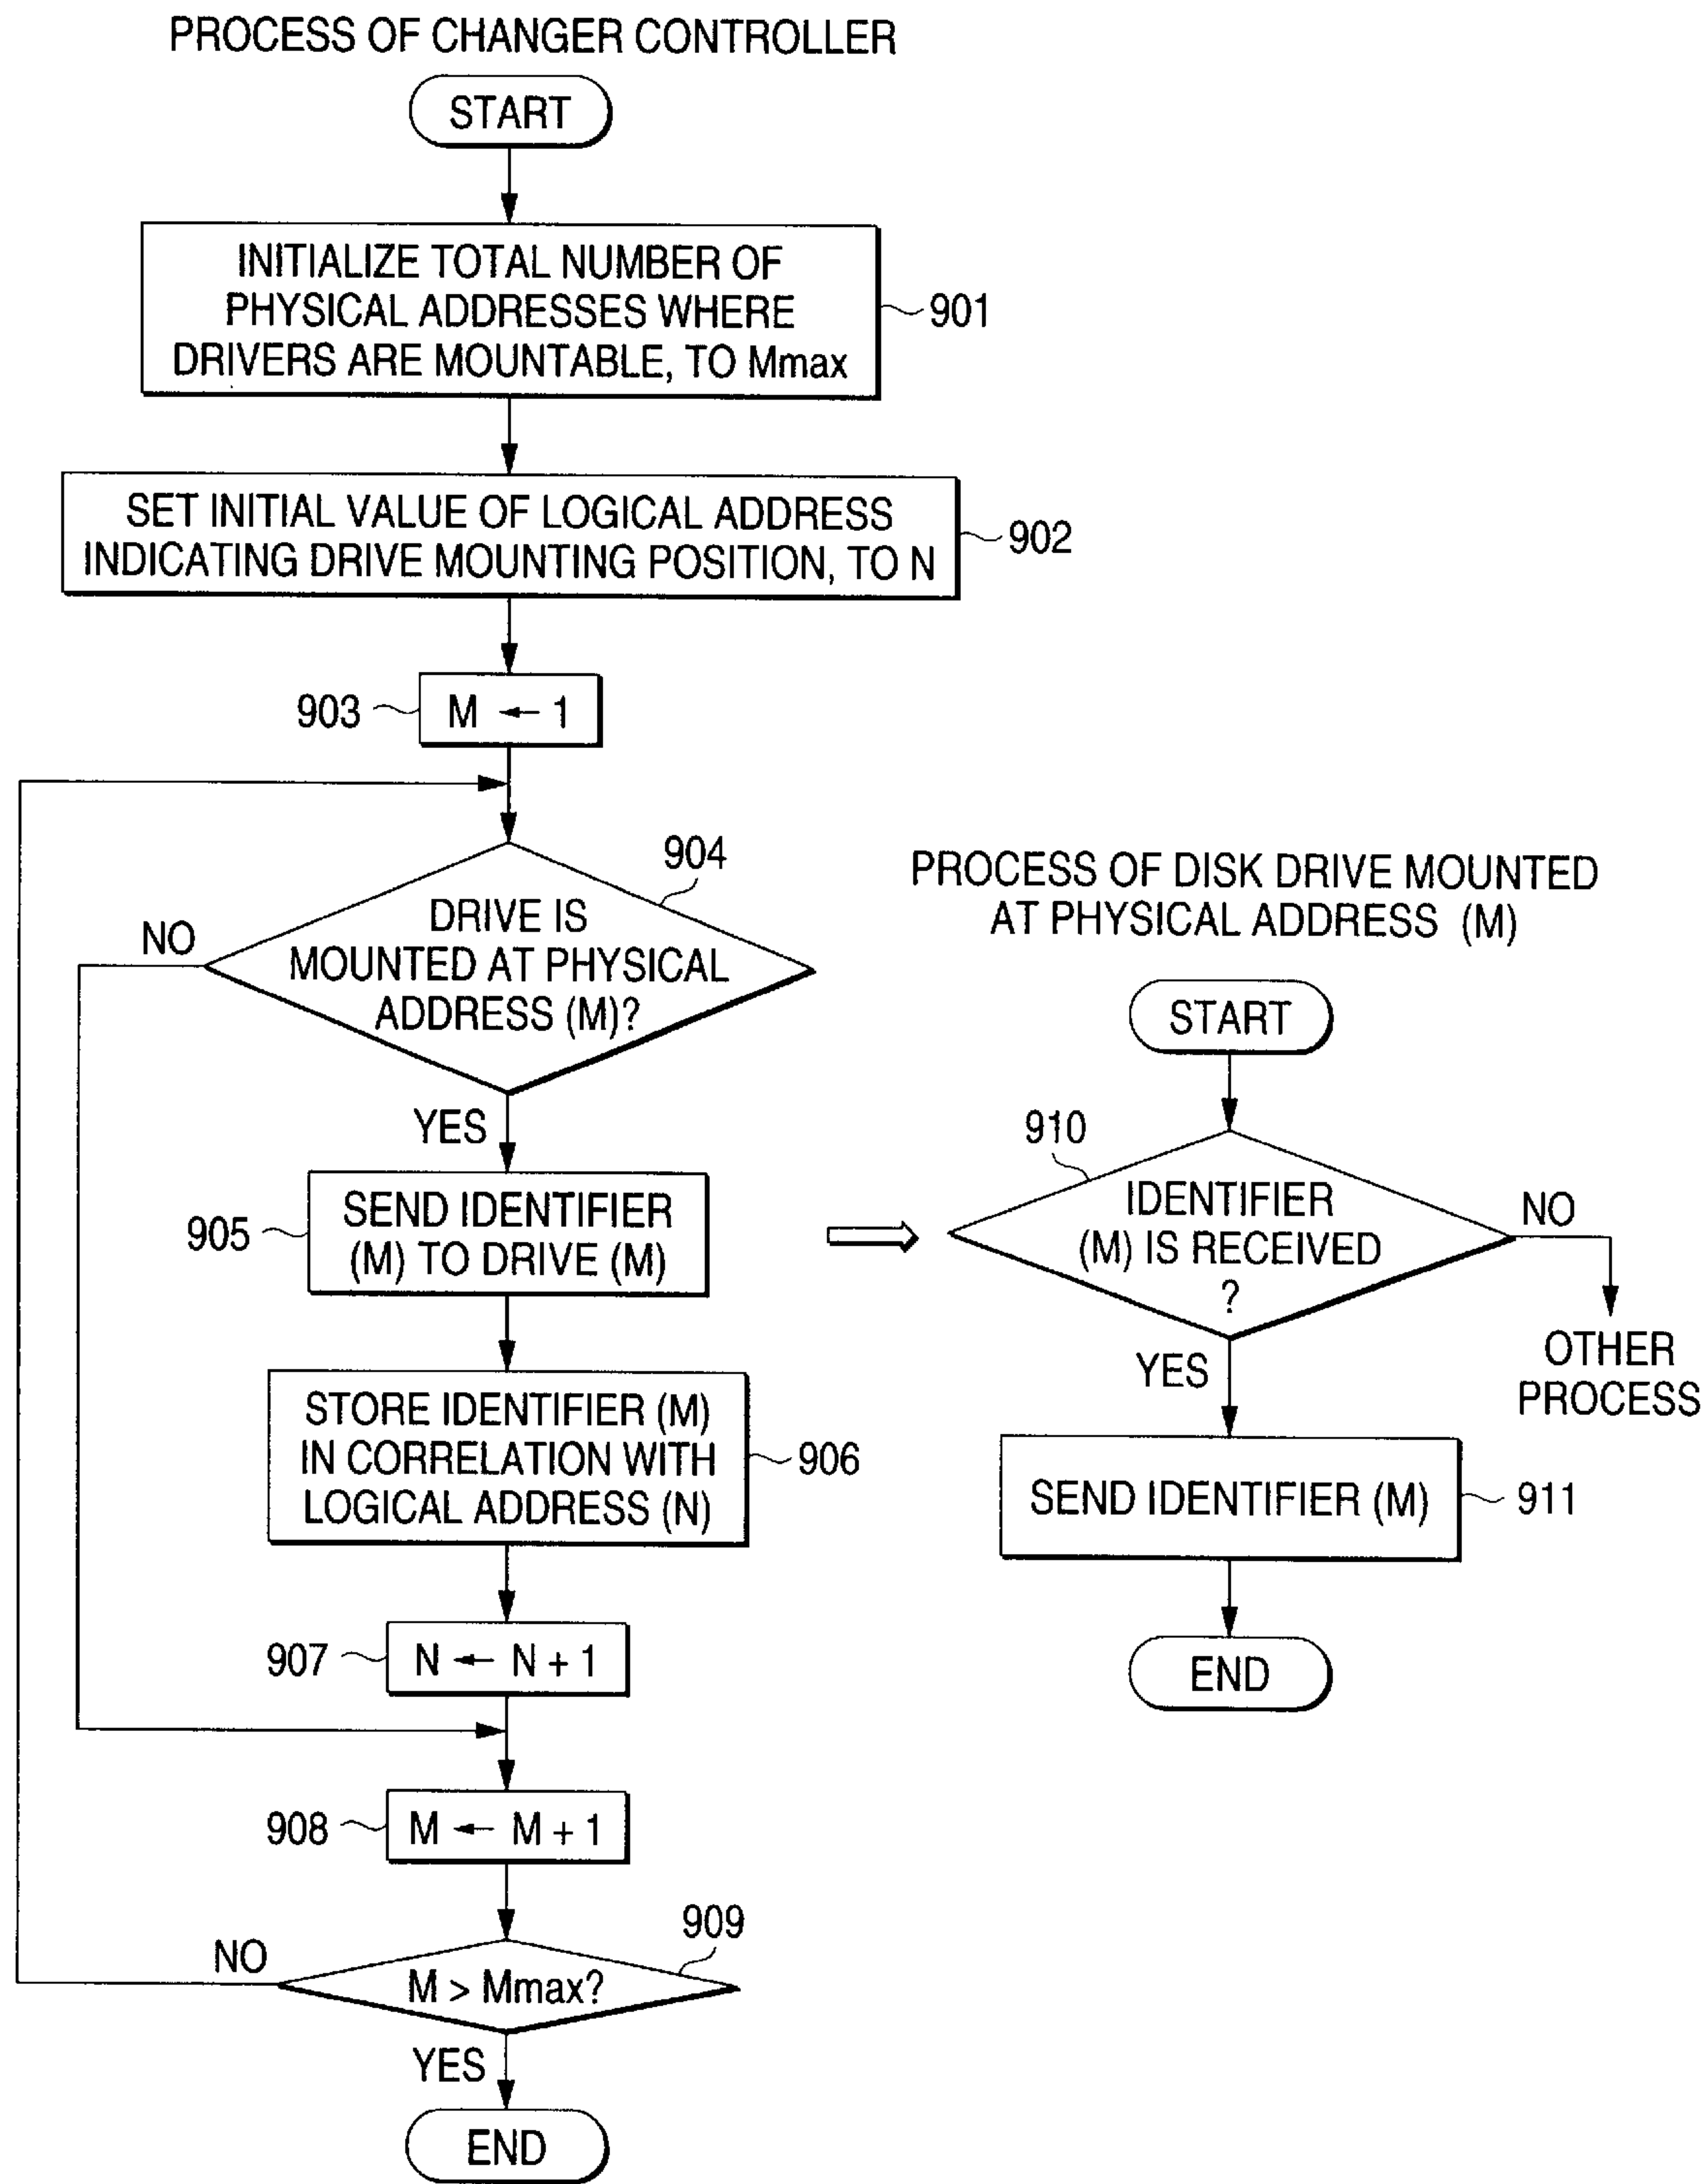 PROCESS OF CHANGER CONTROLLER
START
INITIALIZE TOTAL NUMBER OF
PHYSICAL ADDRESSES WHERE
DRIVERS ARE MOUNTABLE, TO Mmax
901
SET INITIAL VALUE OF LOGICAL ADDRESS
INDICATING DRIVE MOUNTING POSITION, TO N
902
903
M ← 1
904
DRIVE IS
MOUNTED AT PHYSICAL
ADDRESS (M)?
NO
YES
905
SEND IDENTIFIER
(M) TO DRIVE (M)
STORE IDENTIFIER (M)
IN CORRELATION WITH
LOGICAL ADDRESS (N)
906
907
N ← N + 1
908
M ← M + 1
909
M > Mmax?
NO
YES
END
PROCESS OF DISK DRIVE MOUNTED
AT PHYSICAL ADDRESS (M)
START
910
IDENTIFIER
(M) IS RECEIVED
?
NO
OTHER
PROCESS
YES
SEND IDENTIFIER (M)
911
END